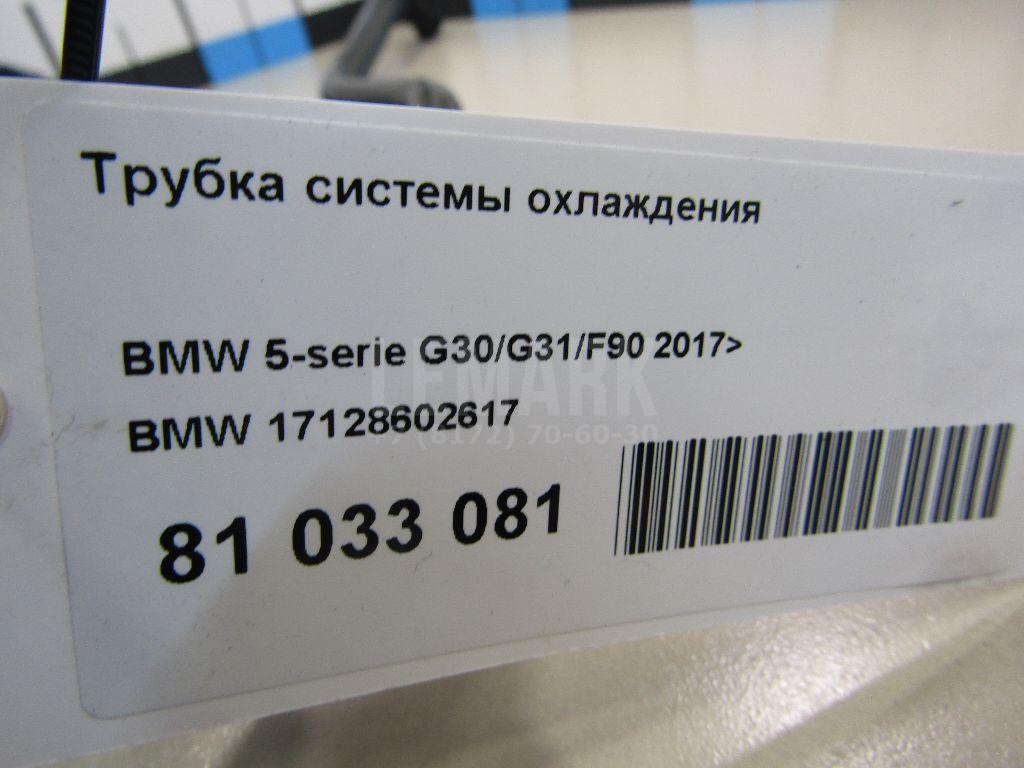 Трубка системы охлаждения
BMW 5-serie G30/G31/F90 2017>
LEMARK
BMW 17128602617
+7 (8172) 70-60-30
81 033 081